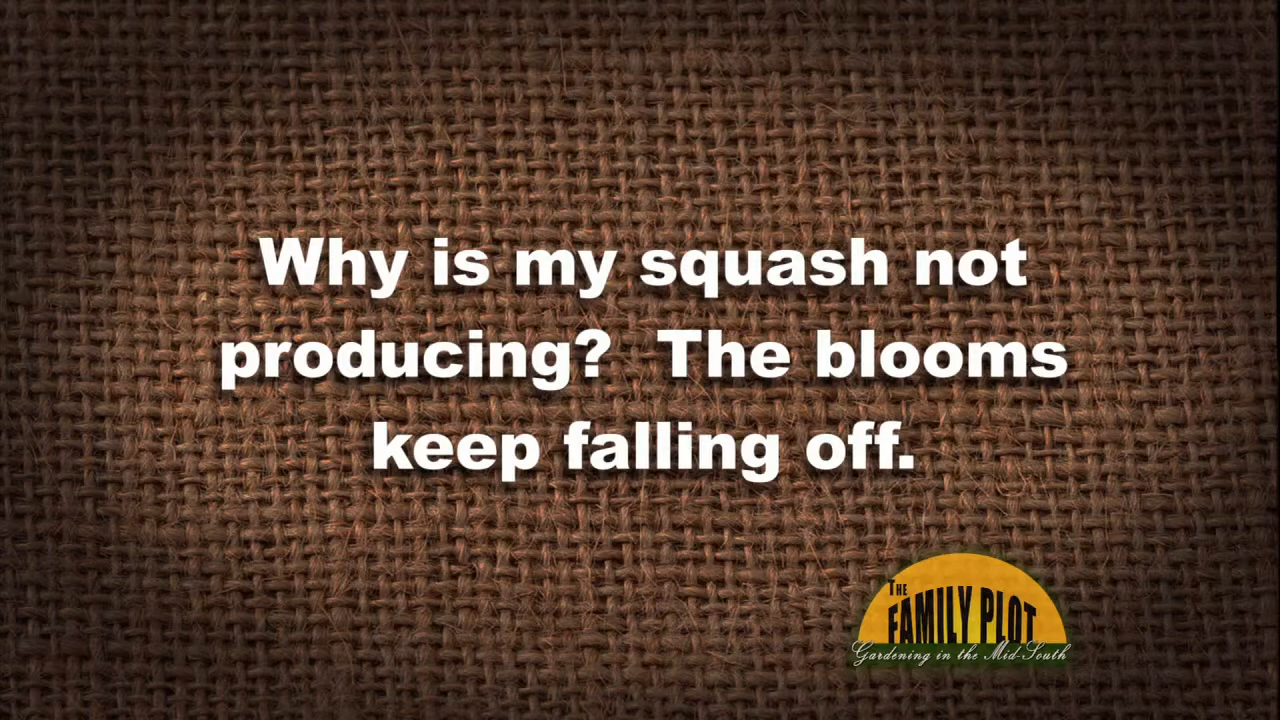 Why is my squash not
producing?  The blooms
keep falling off.
THE
FAMILY PLOT
Gardening in the Mid-South